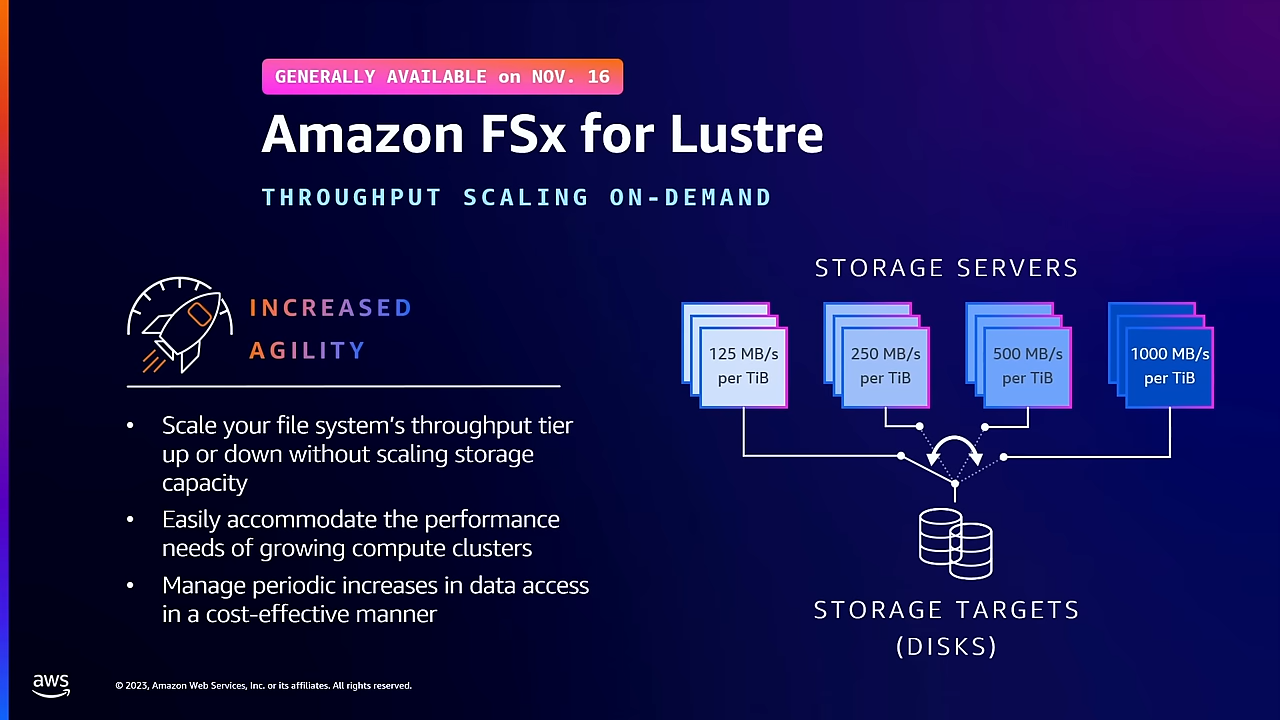 GENERALLY AVAILABLE on NOV. 16
Amazon FSx for Lustre
THROUGHPUT SCALING ON-DEMAND
INCREASED
AGILITY
• Scale your file system’s throughput tier
up or down without scaling storage
capacity
• Easily accommodate the performance
needs of growing compute clusters
• Manage periodic increases in data access
in a cost-effective manner
STORAGE SERVERS
125 MB/s
per TiB
250 MB/s
per TiB
500 MB/s
per TiB
1000 MB/s
per TiB
STORAGE TARGETS
(DISKS)
aws
© 2023, Amazon Web Services, Inc. or its affiliates. All rights reserved.